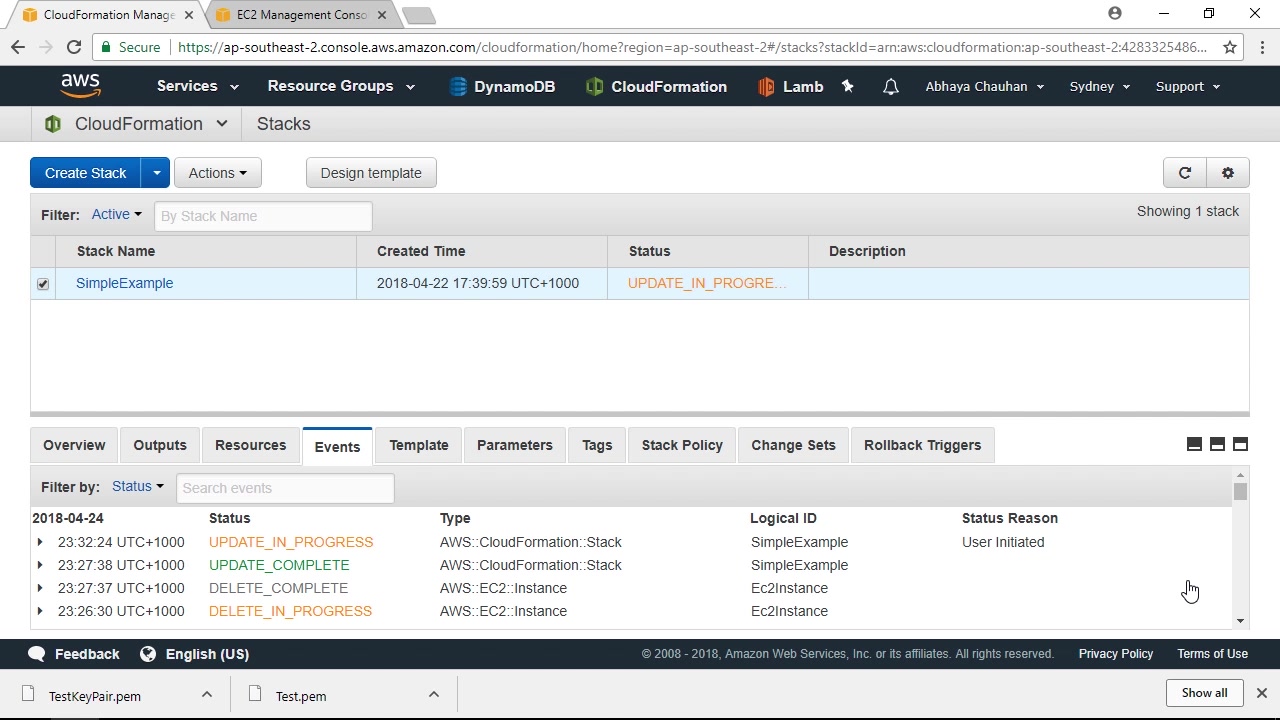 CloudFormation Manage
EC2 Management Conso
Secure
https://ap-southeast-2.console.aws.amazon.com/cloudformation/home?region=ap-southeast-2#/stacks?stackId=arn:aws:cloudformation:ap-southeast-2:4283325486...
aws Services Resource Groups DynamoDB CloudFormation Lamb Abhaya Chauhan Sydney Support
CloudFormation Stacks
Create Stack Actions Design template
Filter: Active By Stack Name Showing 1 stack
Stack Name Created Time Status Description
SimpleExample 2018-04-22 17:39:59 UTC+1000 UPDATE_IN_PROGRE...
Overview Outputs Resources Events Template Parameters Tags Stack Policy Change Sets Rollback Triggers
Filter by: Status Search events
2018-04-24 Status Type Logical ID Status Reason
23:32:24 UTC+1000 UPDATE_IN_PROGRESS AWS::CloudFormation::Stack SimpleExample User Initiated
23:27:38 UTC+1000 UPDATE_COMPLETE AWS::CloudFormation::Stack SimpleExample
23:27:37 UTC+1000 DELETE_COMPLETE AWS::EC2::Instance Ec2Instance
23:26:30 UTC+1000 DELETE_IN_PROGRESS AWS::EC2::Instance Ec2Instance
Feedback English (US) © 2008 - 2018, Amazon Web Services, Inc. or its affiliates. All rights reserved. Privacy Policy Terms of Use
TestKeyPair.pem Test.pem Show all